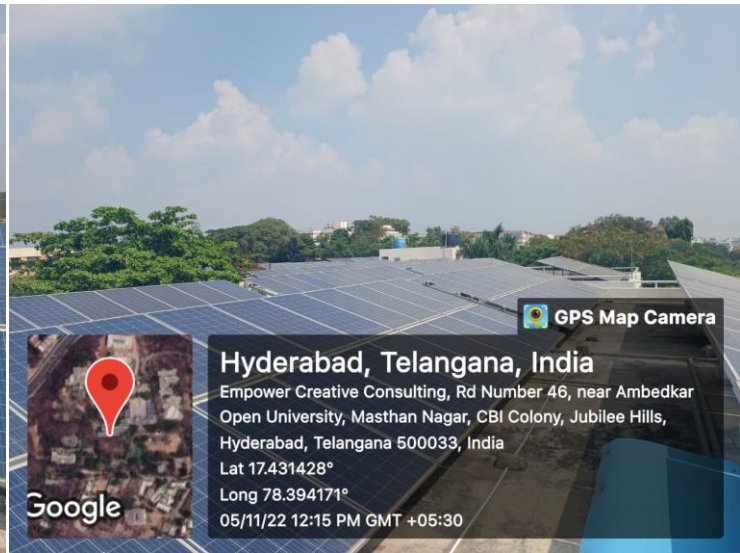 GPS Map Camera
Hyderabad, Telangana, India
Empower Creative Consulting, Rd Number 46, near Ambedkar
Open University, Masthan Nagar, CBI Colony, Jubilee Hills,
Hyderabad, Telangana 500033, India
Lat 17.431428°
Long 78.394171°
05/11/22 12:15 PM GMT +05:30
Google